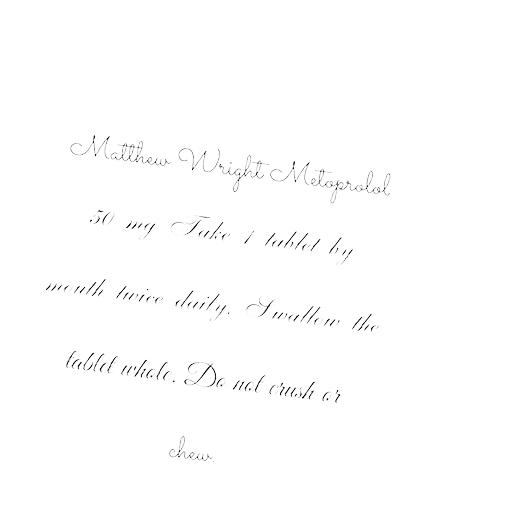 Matthew Wright Metoprolol
50 mg Take 1 tablet by
mouth twice daily. Swallow the
tablet whole. Do not crush or
chew.